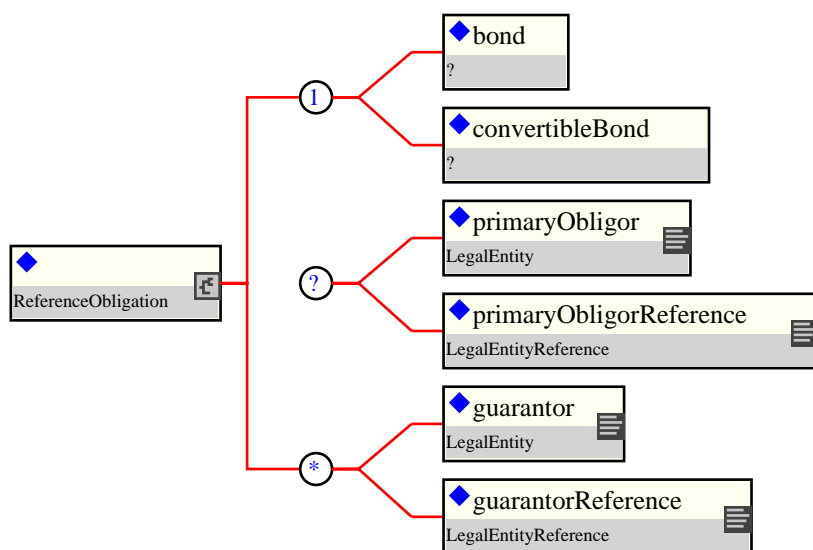 bond
?
1
convertibleBond
?
primaryObligor
LegalEntity
ReferenceObligation
?
primaryObligorReference
LegalEntityReference
guarantor
LegalEntity
*
guarantorReference
LegalEntityReference